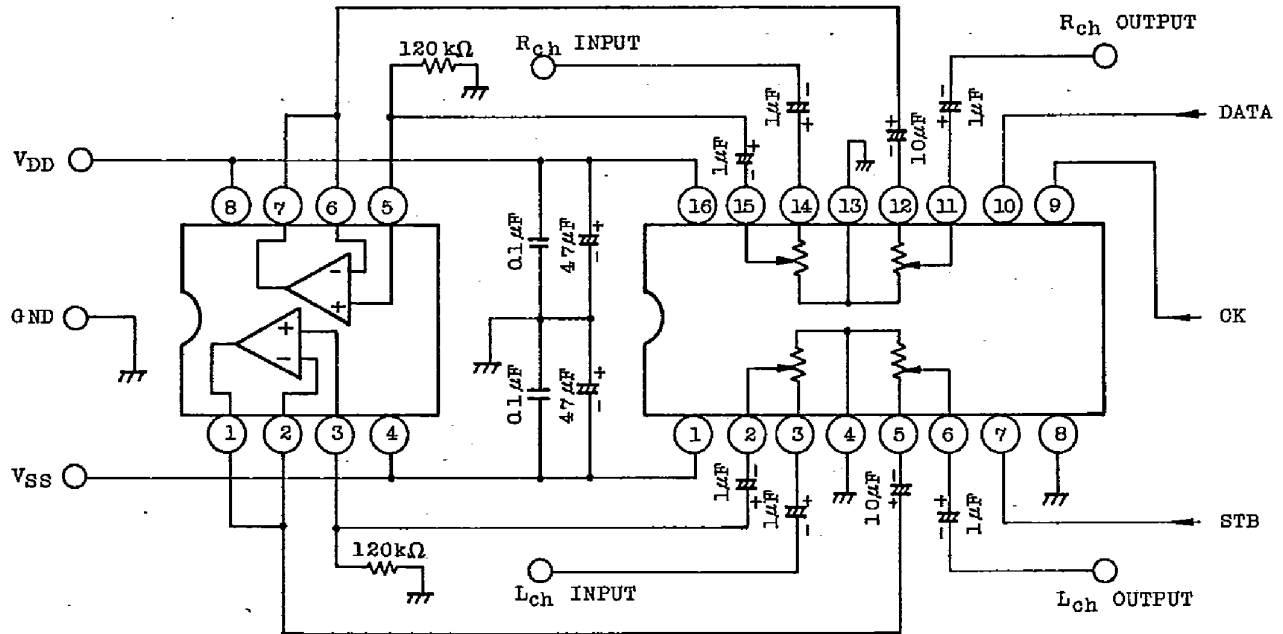 Rch INPUT
Rch OUTPUT
120kΩ
1μF
- +
1μF
+ -
10μF
+ -
1μF
- +
DATA
VDD
8 7 6 5
16 15 14 13 12 11 10 9
- +
+ -
0.1μF
47μF
+ -
GND
CK
0.1μF
47μF
+ -
1 2 3 4
1 2 3 4 5 6 7 8
VSS
1μF
- +
1μF
+ -
10μF
- +
1μF
+ -
STB
120kΩ
Lch INPUT
Lch OUTPUT